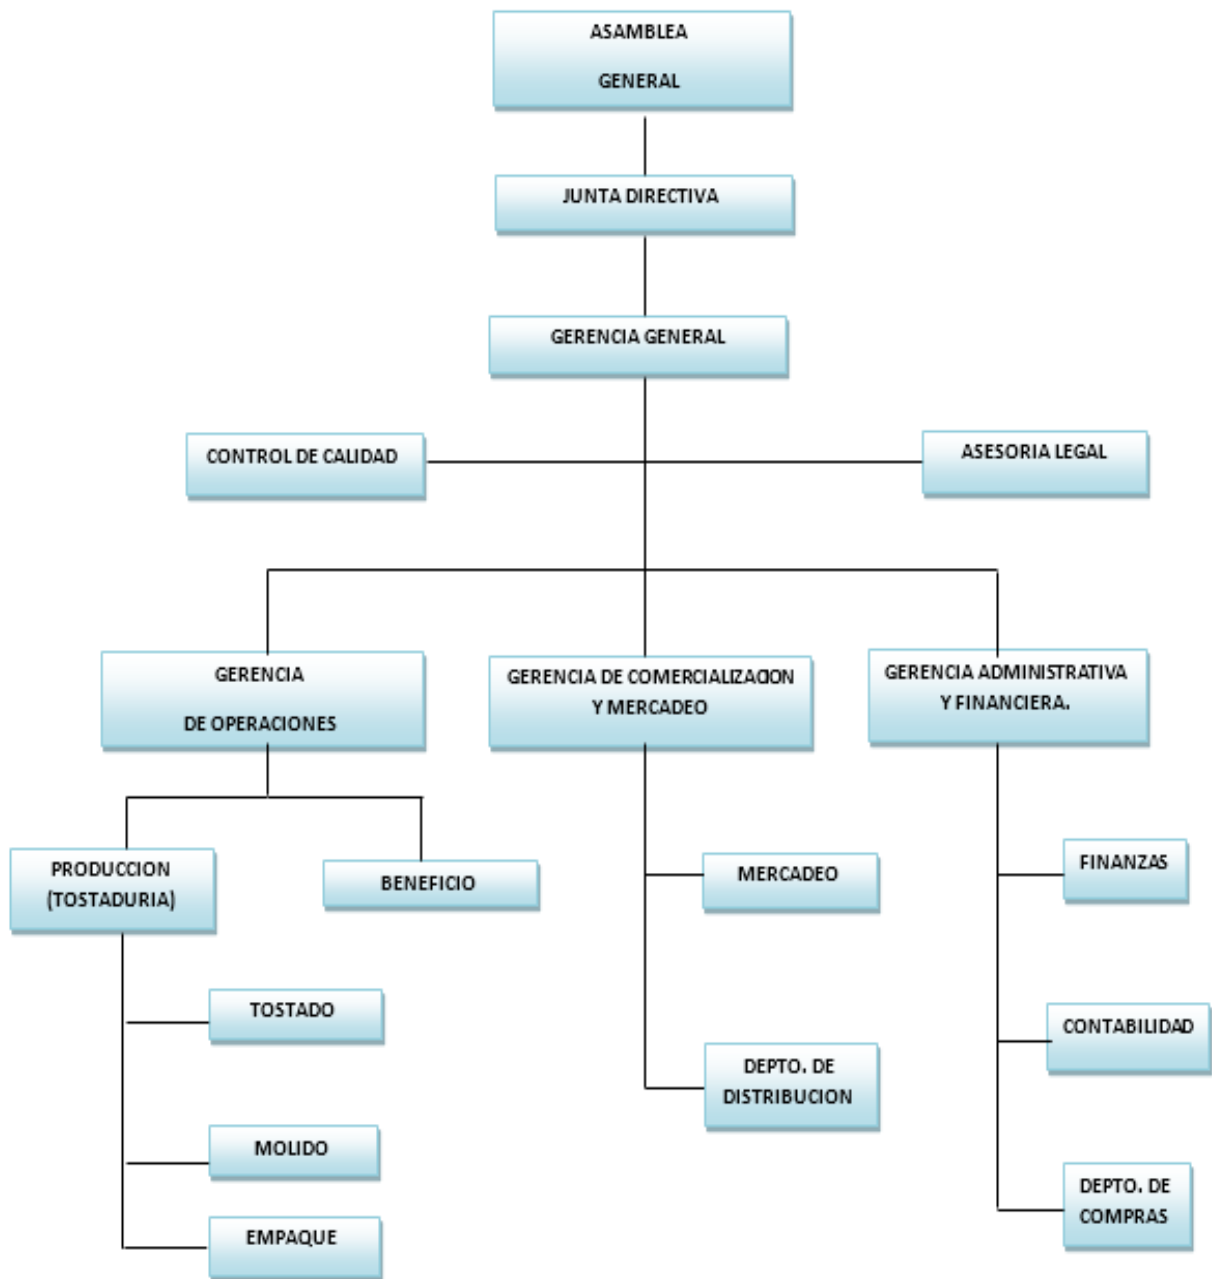 ASAMBLEA
GENERAL
JUNTA DIRECTIVA
GERENCIA GENERAL
CONTROL DE CALIDAD
ASESORIA LEGAL
GERENCIA
DE OPERACIONES
GERENCIA DE COMERCIALIZACION
Y MERCADEO
GERENCIA ADMINISTRATIVA
Y FINANCIERA.
PRODUCCION
(TOSTADURIA)
BENEFICIO
MERCADEO
FINANZAS
TOSTADO
CONTABILIDAD
DEPTO. DE
DISTRIBUCION
MOLIDO
DEPTO. DE
COMPRAS
EMPAQUE